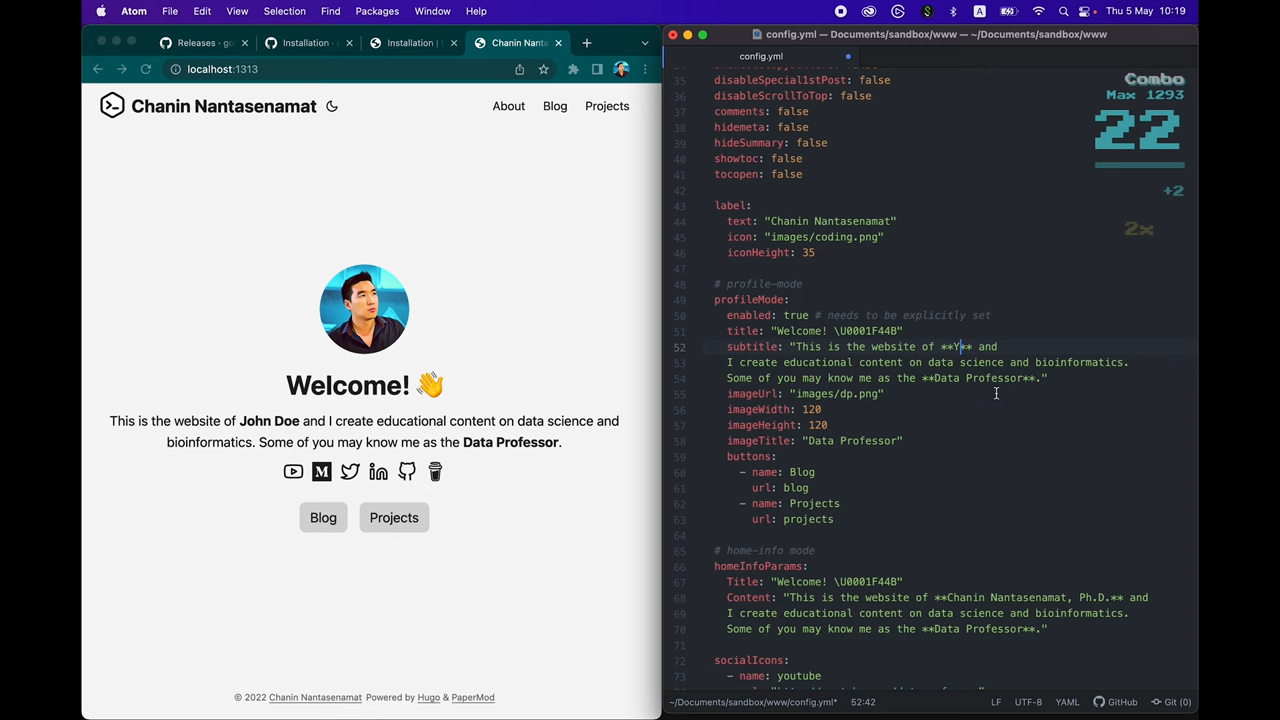 Atom File Edit View Selection Find Packages Window Help
A Thu 5 May 10:19
Releases · go
Installation ·
Installation |
Chanin Nanta
localhost:1313
Chanin Nantasenamat
About Blog Projects
Welcome! 👋
This is the website of John Doe and I create educational content on data science and
bioinformatics. Some of you may know me as the Data Professor.
Blog
Projects
© 2022 Chanin Nantasenamat Powered by Hugo & PaperMod
config.yml — Documents/sandbox/www — ~/Documents/sandbox/www
config.yml
35 disableSpecial1stPost: false
36 disableScrollToTop: false
37 comments: false
38 hidemeta: false
39 hideSummary: false
40 showtoc: false
41 tocopen: false
42
43 label:
44 text: "Chanin Nantasenamat"
45 icon: "images/coding.png"
46 iconHeight: 35
47
48 # profile-mode
49 profileMode:
50 enabled: true # needs to be explicitly set
51 title: "Welcome! \U0001F44B"
52 subtitle: "This is the website of **Y** and
53 I create educational content on data science and bioinformatics.
54 Some of you may know me as the **Data Professor**."
55 imageUrl: "images/dp.png"
56 imageWidth: 120
57 imageHeight: 120
58 imageTitle: "Data Professor"
59 buttons:
60 - name: Blog
61 url: blog
62 - name: Projects
63 url: projects
64
65 # home-info mode
66 homeInfoParams:
67 Title: "Welcome! \U0001F44B"
68 Content: "This is the website of **Chanin Nantasenamat, Ph.D.** and
69 I create educational content on data science and bioinformatics.
70 Some of you may know me as the **Data Professor**."
71
72 socialIcons:
73 - name: youtube
Combo
Max 1293
22
+2
2x
~/Documents/sandbox/www/config.yml* 52:42
LF UTF-8 YAML GitHub Git (0)